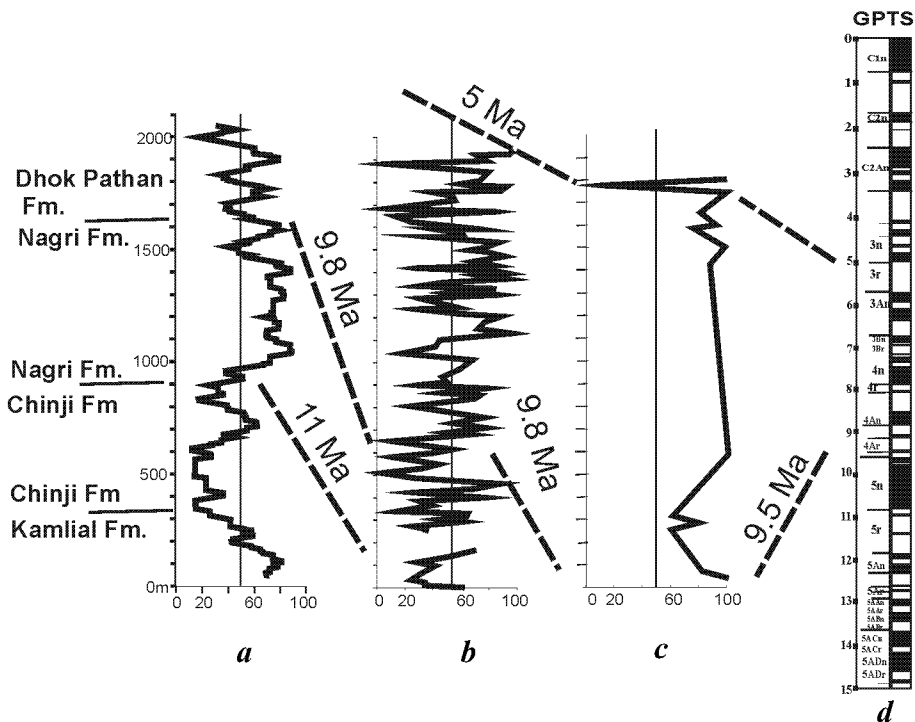 GPTS
0
C1n
1
C2n
2
C2An
3
4
3n
5
3r
3An
6
3Bn
7
3Br
4n
4r
8
4An
9
4Ar
10
5n
11
5r
12
5An
5Ar
13
5AAn
5AAr
5ABn
5ABr
5ACn
14
5ACr
5ADn
5ADr
15
d
2000
1500
1000
500
0m
0 20 60 100
a
Dhok Pathan
Fm.
Nagri Fm.
Nagri Fm.
Chinji Fm
Chinji Fm
Kamlial Fm.
9.8 Ma
11 Ma
0 20 60 100
b
5 Ma
9.8 Ma
0 20 60 100
c
9.5 Ma